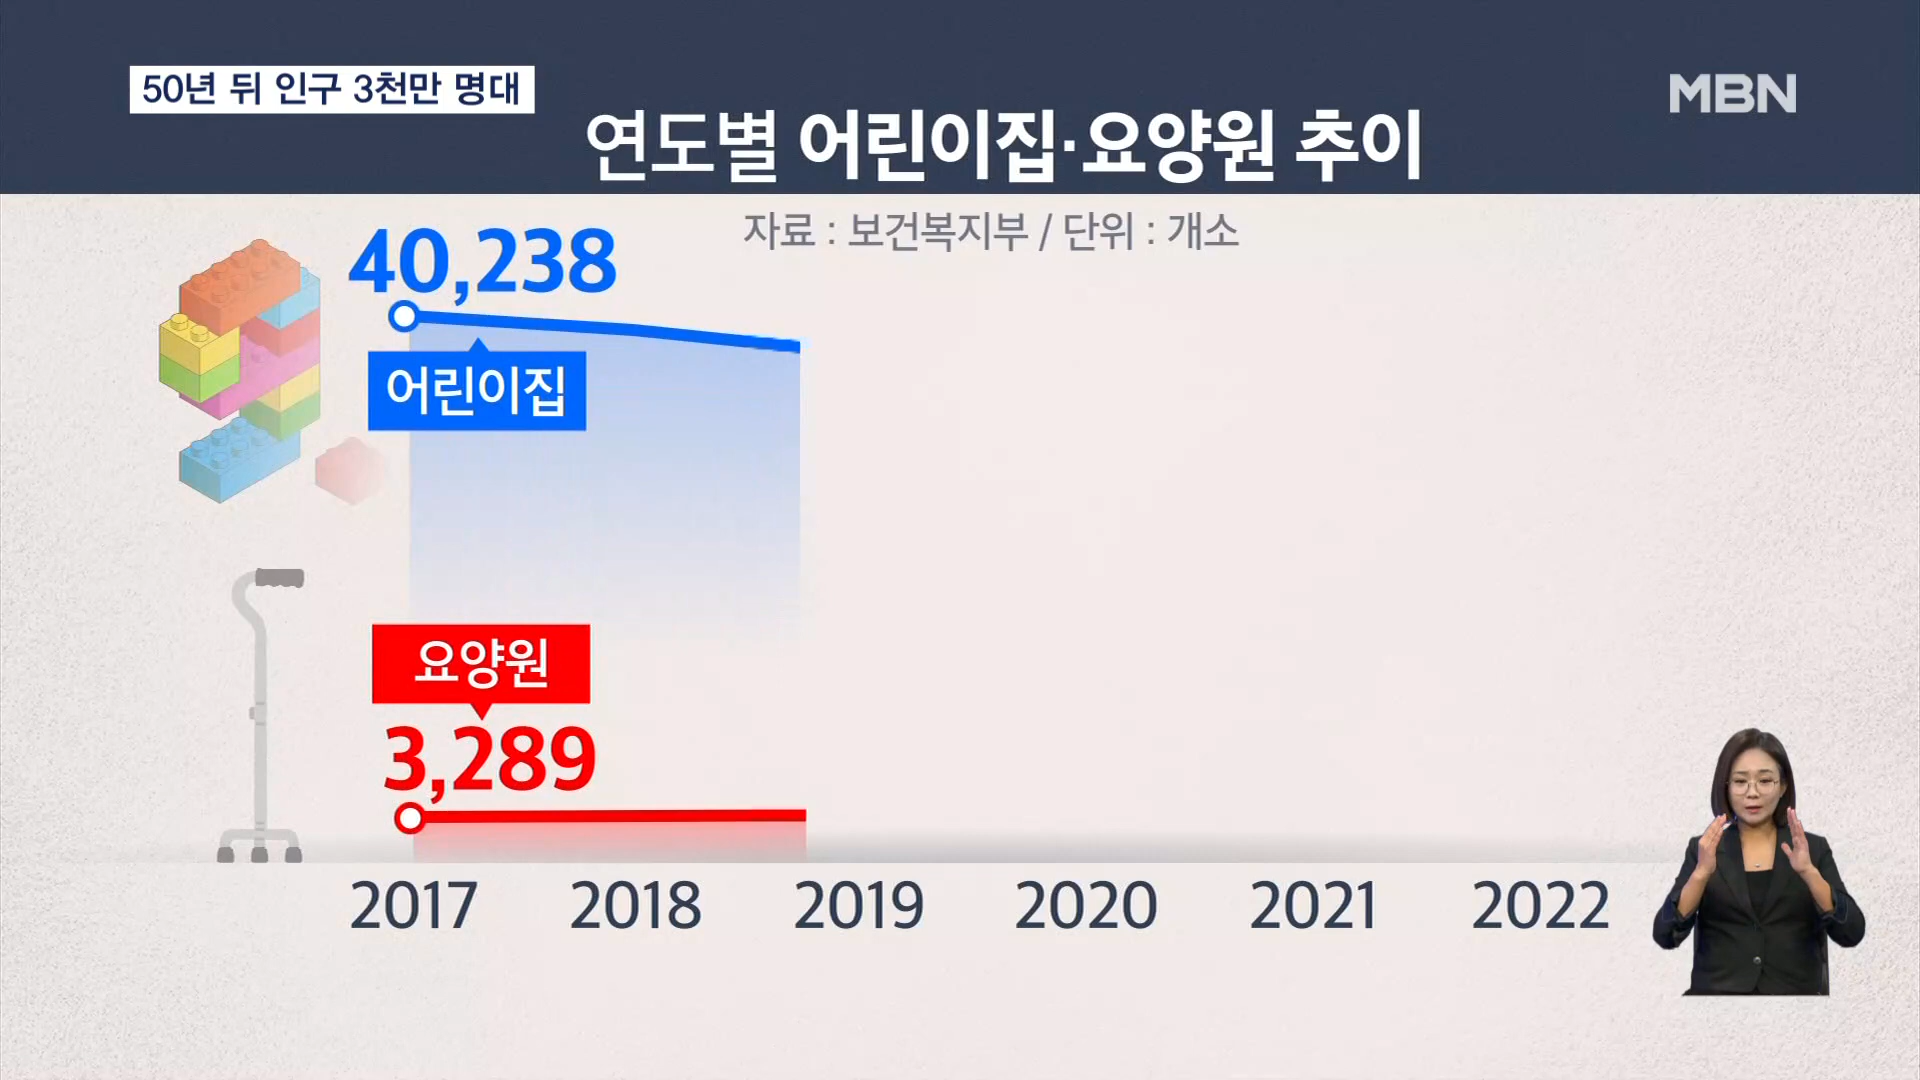 50년 뒤 인구 3천만 명대
MBN
연도별 어린이집·요양원 추이
자료 : 보건복지부 / 단위 : 개소
40,238
어린이집
요양원
3,289
2017 2018 2019 2020 2021 2022